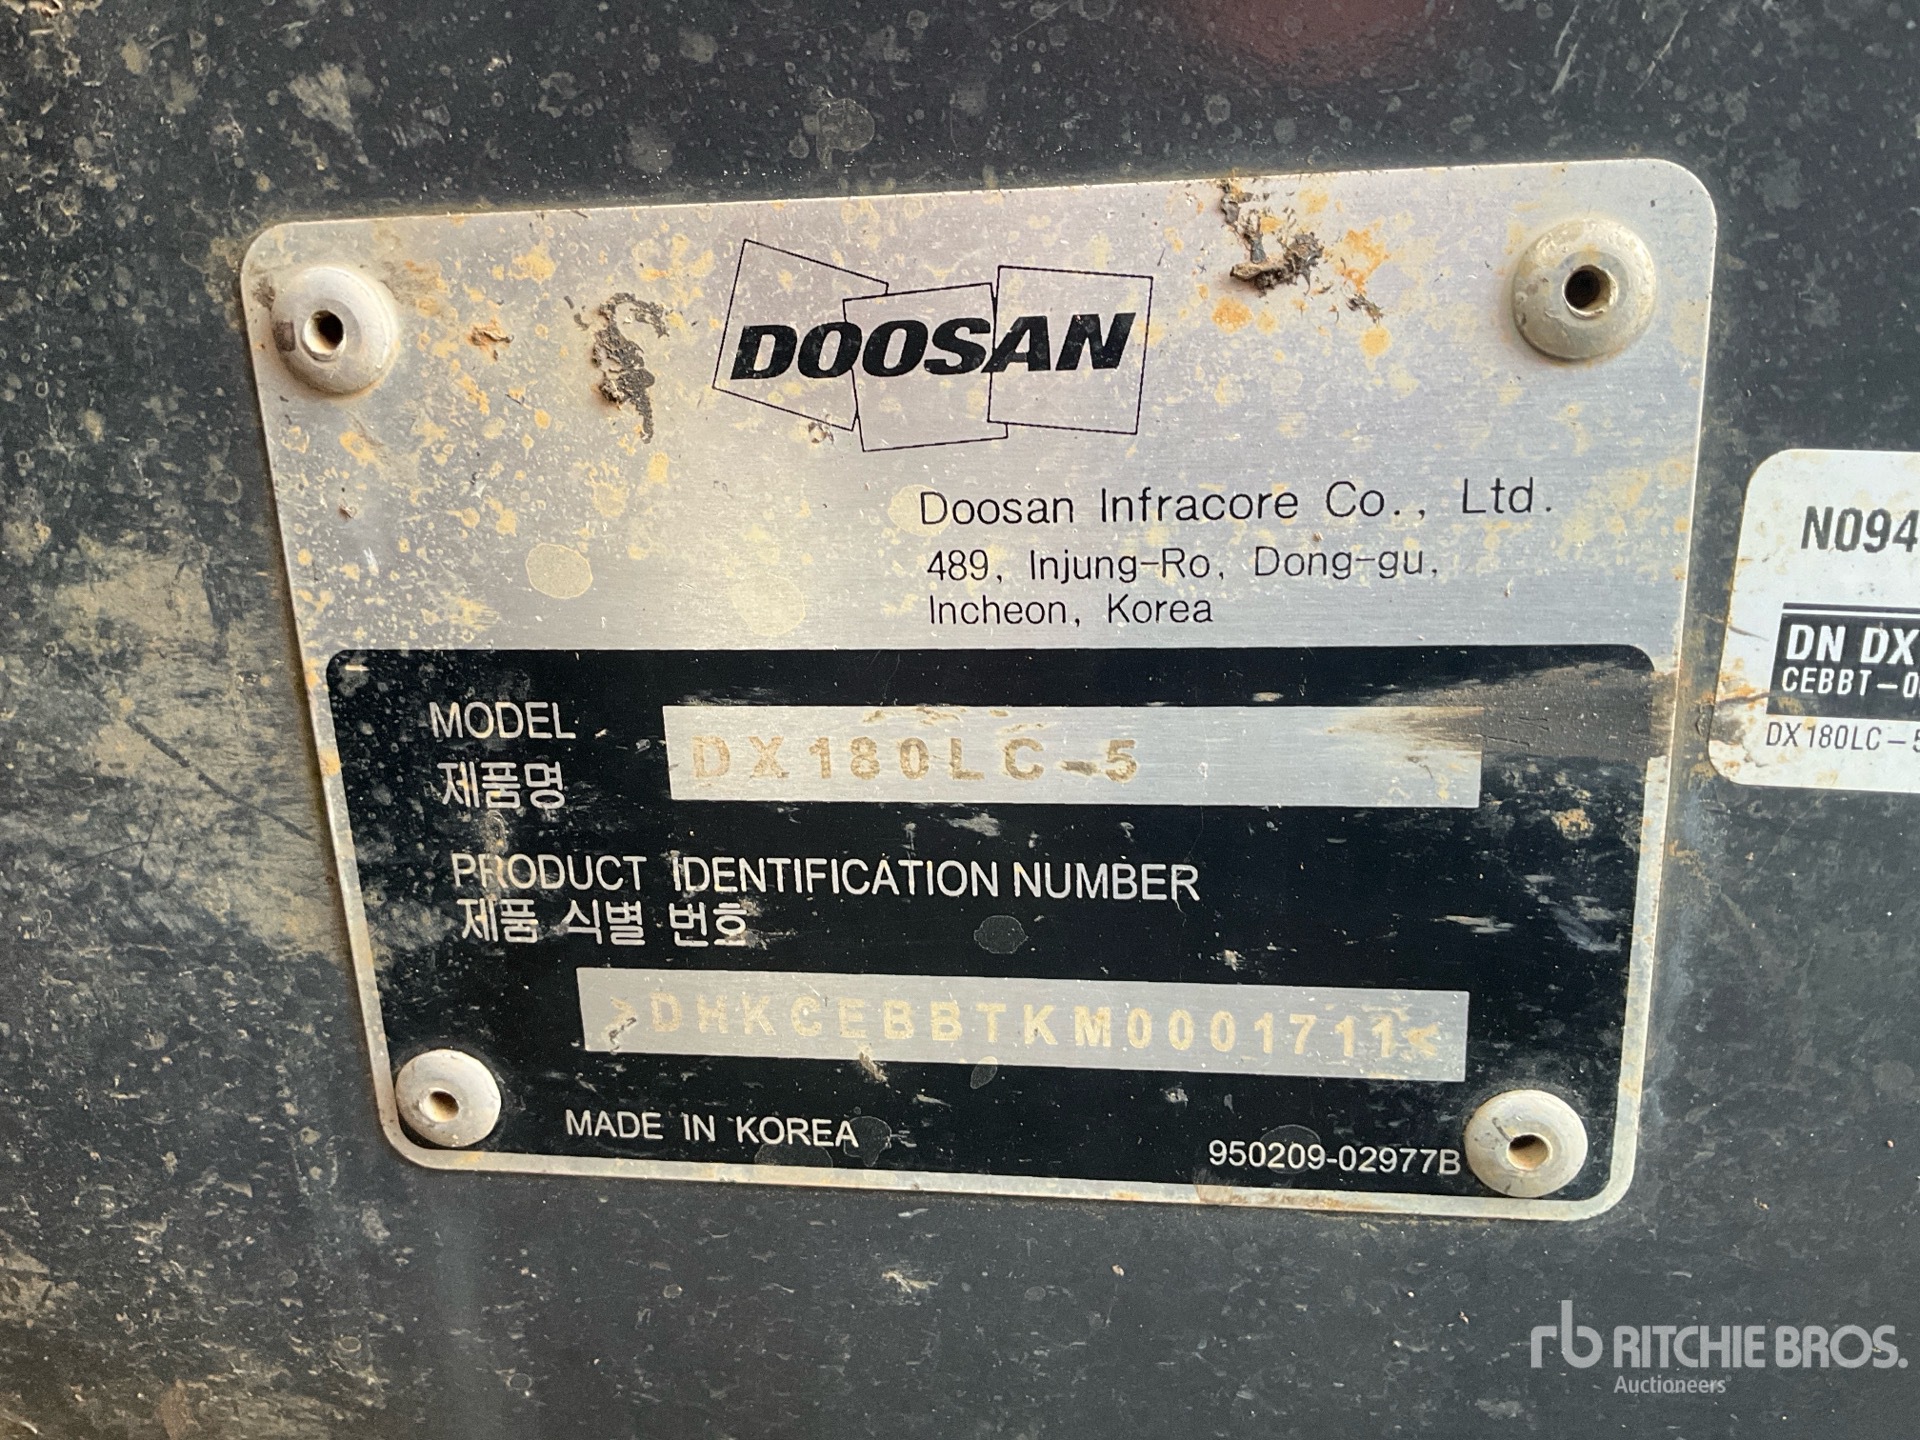 DOOSAN
Doosan Infracore Co., Ltd.
489, Injung-Ro, Dong-gu,
Incheon, Korea
MODEL
제품명
DX180LC-5
PRODUCT IDENTIFICATION NUMBER
제품 식별 번호
>DHKCEBBTKM0001711<
MADE IN KOREA
950209-02977B
N094
DN DX
CEBBT-0
DX180LC-5
rb RITCHIE BROS.
Auctioneers